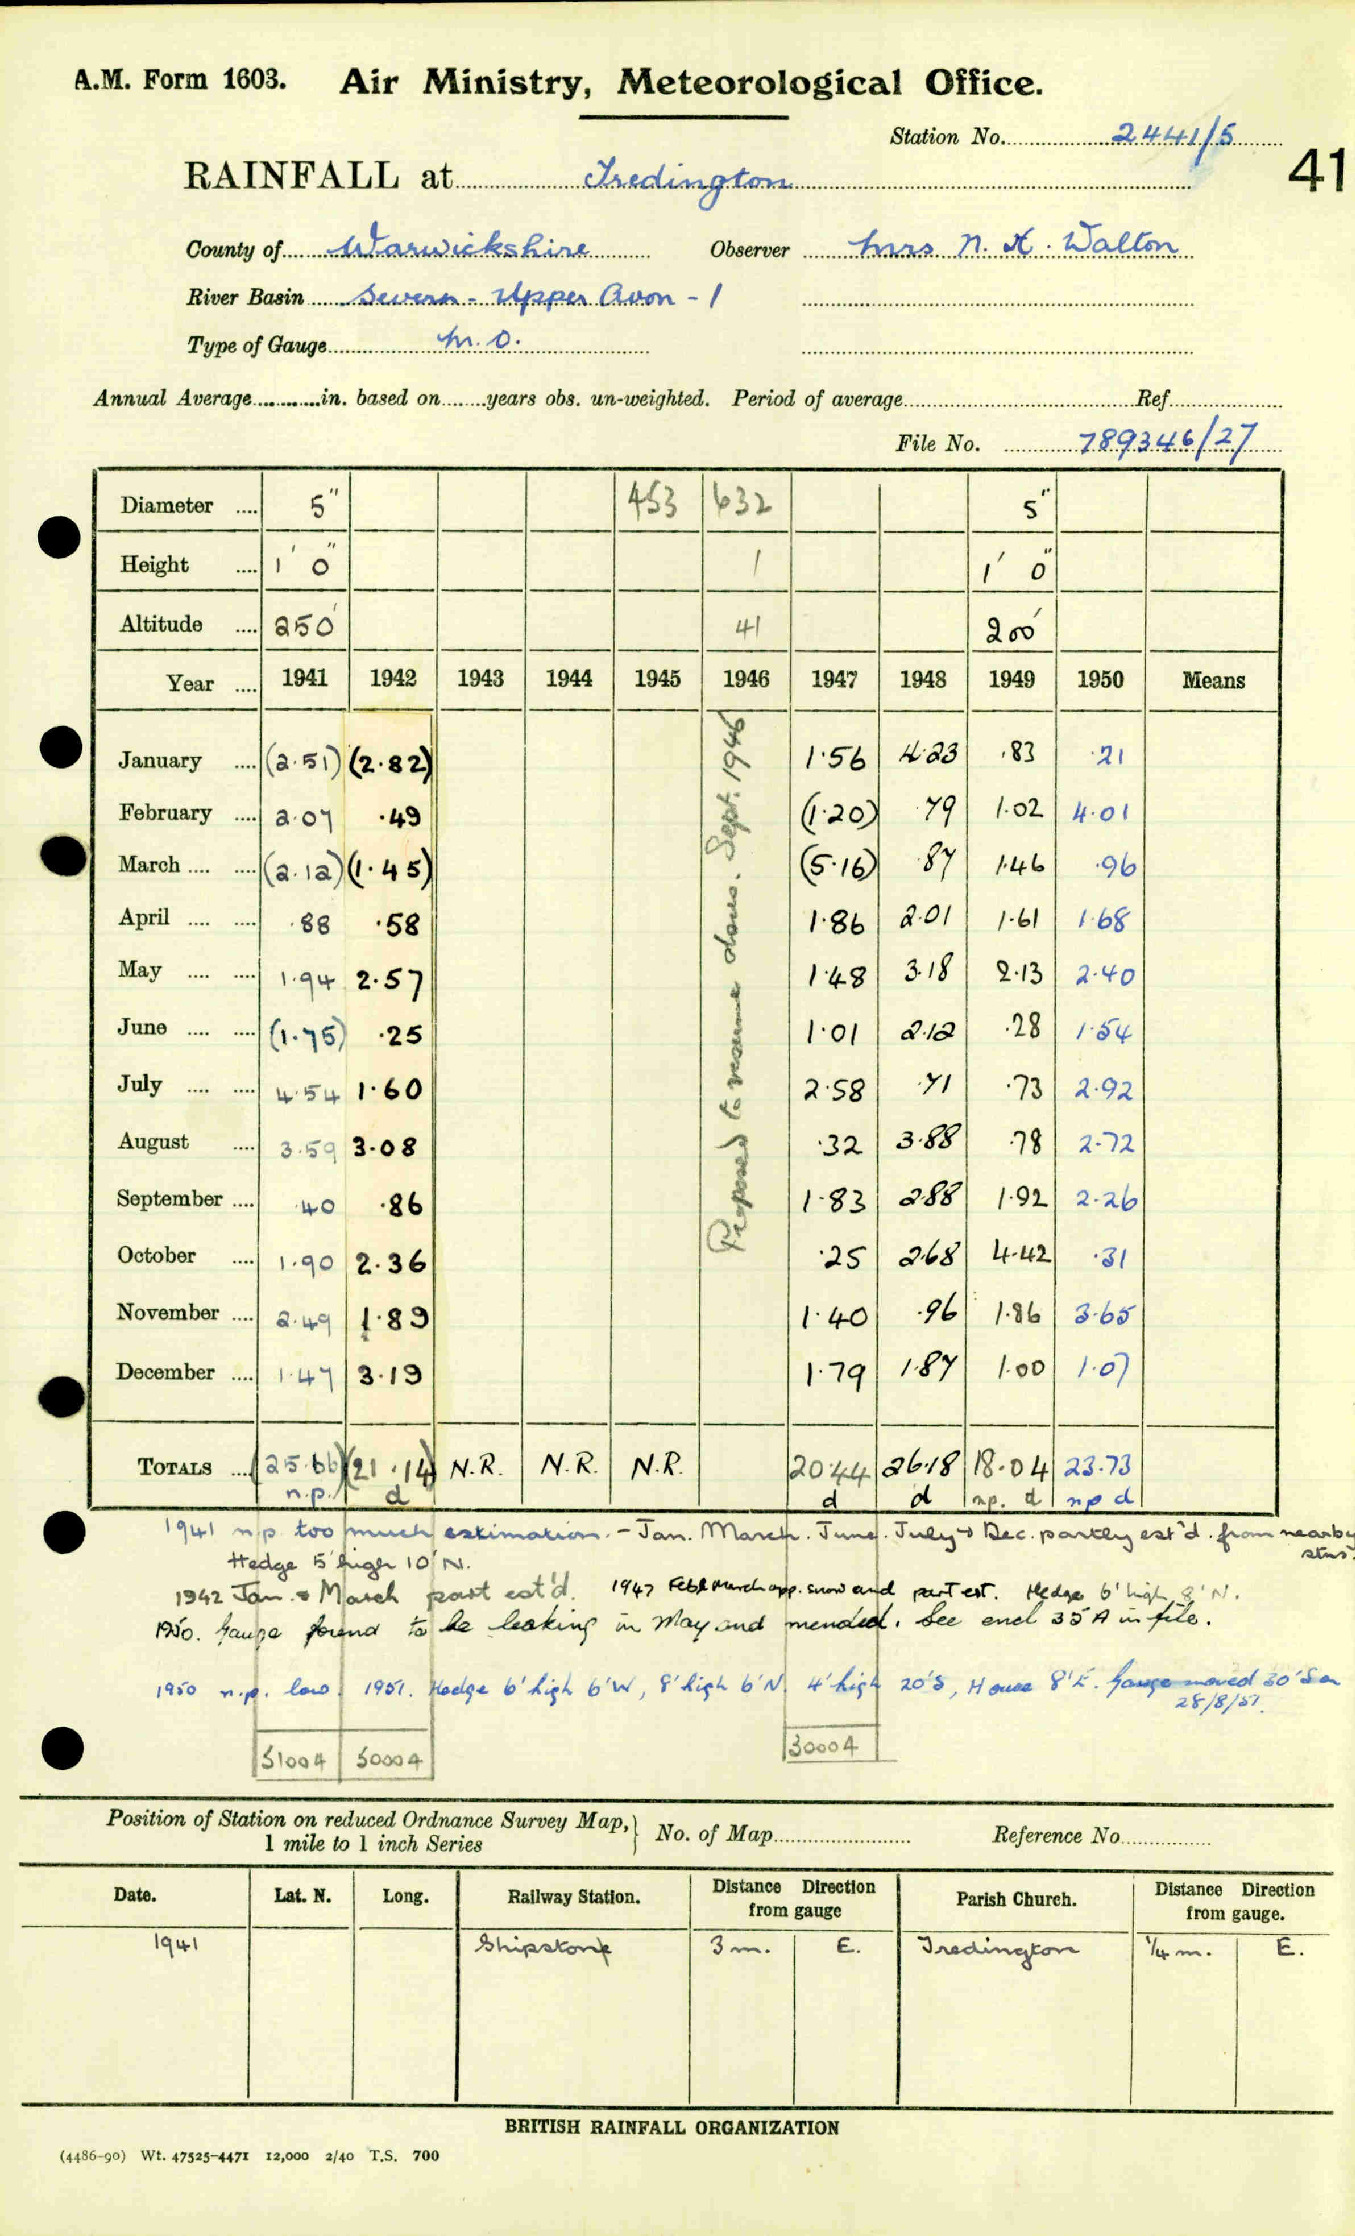 A.M. Form 1603. Air Ministry, Meteorological Office.
Station No. 2441/5
41
RAINFALL at Tredington
County of Warwickshire Observer Mrs N. H. Walton
River Basin Severn - Upper Avon - 1
Type of Gauge M.O.
Annual Average in. based on years obs. un-weighted. Period of average Ref.
File No. 789346/27
Diameter .... 5" 453 632 5"
Height .... 1' 0" 1 1' 0"
Altitude .... 250' 41 200'
Year .... 1941 1942 1943 1944 1945 1946 1947 1948 1949 1950 Means
Proposed to resume obns. Sept. 1946
January .... (2.51) (2.82) 1.56 4.23 .83 .21
February .... 2.07 .49 (1.20) .79 1.02 4.01
March .... .... (2.12) (1.45) (5.16) .87 1.46 .96
April .... .... .88 .58 1.86 2.01 1.61 1.68
May .... .... 1.94 2.57 1.48 3.18 2.13 2.40
June .... .... (1.75) .25 1.01 2.12 .28 1.54
July .... .... 4.54 1.60 2.58 .71 .73 2.92
August .... 3.59 3.08 .32 3.88 .78 2.72
September .... .40 .86 1.83 2.88 1.92 2.26
October .... 1.90 2.36 .25 2.68 4.42 .31
November .... 2.49 1.89 1.40 .96 1.86 3.65
December .... 1.47 3.19 1.79 1.87 1.00 1.07
TOTALS .... (25.66) (21.14) N.R. N.R. N.R. 20.44 26.18 18.04 23.73
n.p. d d d np. d np d
1941 n.p. too much estimation. - Jan. March. June. July → Dec. partly est'd. from nearby stns.
Hedge 5' high 10' N.
1942 Jan. & March part est'd. 1947 Feb & March app. snow and part est. Hedge 6' high 8' N.
1950. Gauge found to be leaking in May and mended. See encl 35A in file.
1950 n.p. low. 1951. Hedge 6' high 6'W, 8' high 6'N. 4' high 20'S, House 8'E. Gauge moved 30'S on
28/8/51.
51004 50004 30004
Position of Station on reduced Ordnance Survey Map, 1 mile to 1 inch Series } No. of Map Reference No.
Date. Lat. N. Long. Railway Station. Distance Direction from gauge Parish Church. Distance Direction from gauge.
1941 Shipston 3 m. E. Tredington 1/4 m. E.
BRITISH RAINFALL ORGANIZATION
(4486-90) Wt. 47525-4471 12,000 2/40 T.S. 700